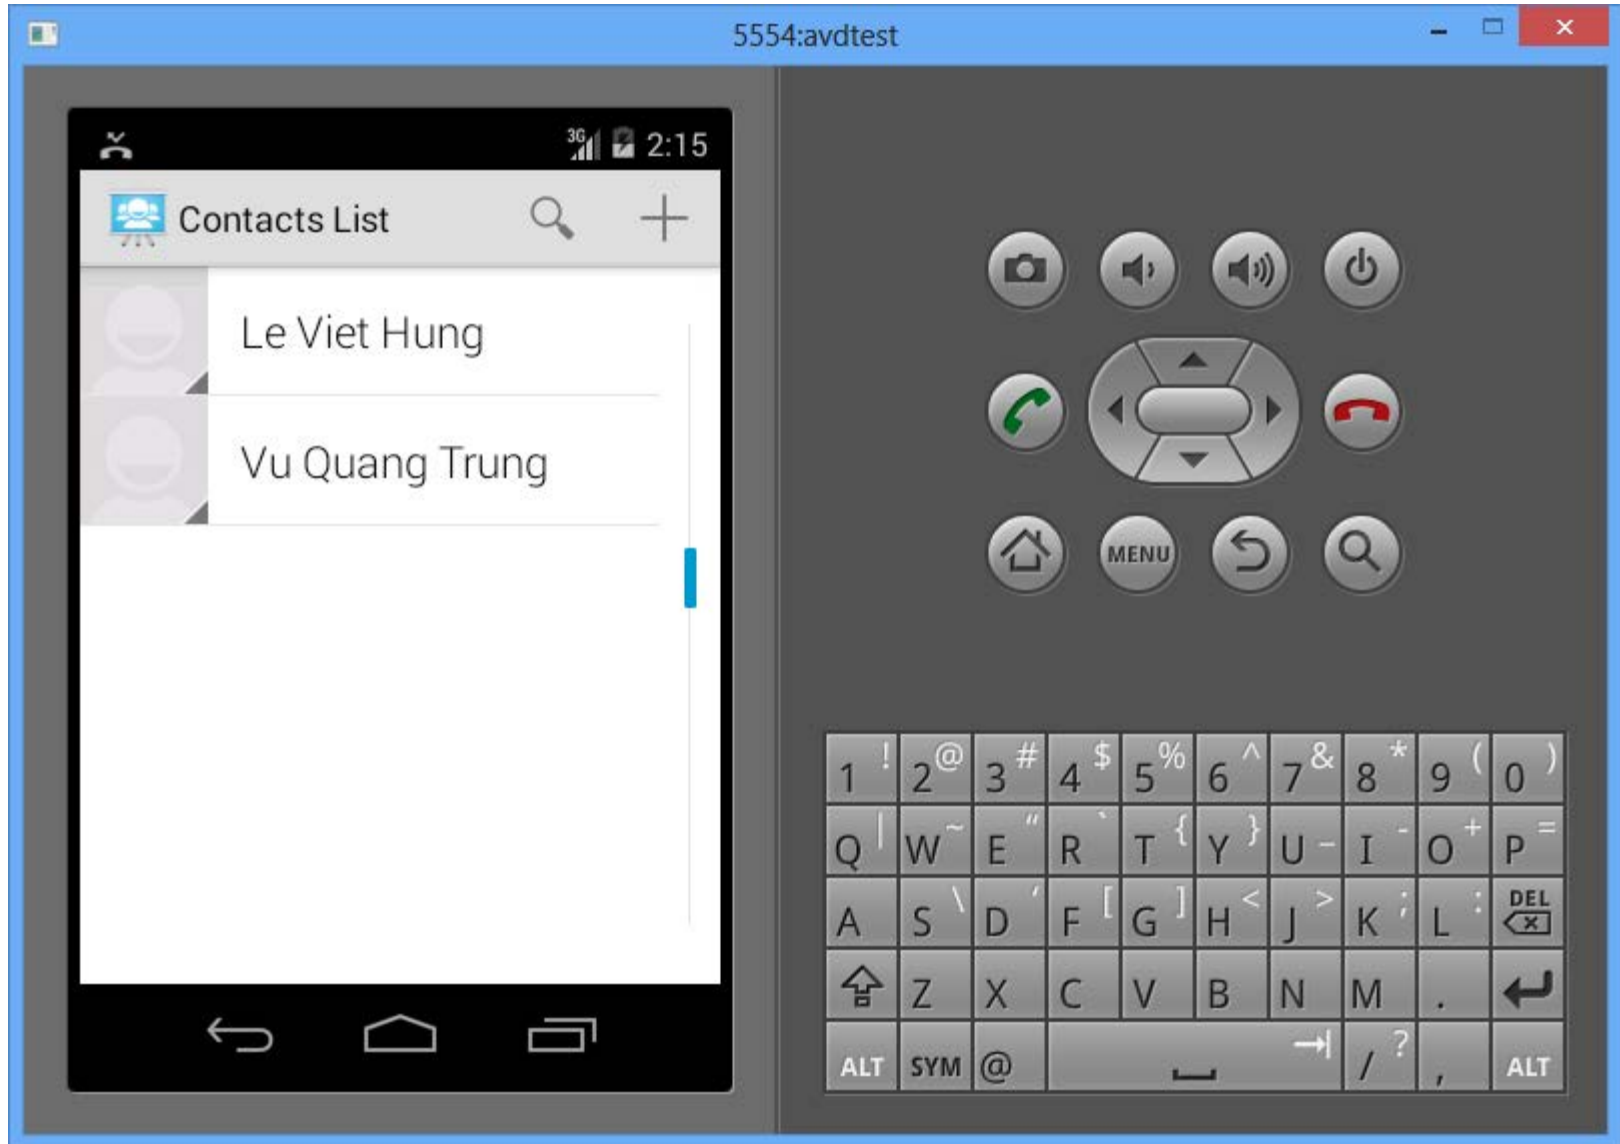 5554:avdtest
3G 2:15
Contacts List
Le Viet Hung
Vu Quang Trung
MENU
1 ! 2 @ 3 # 4 $ 5 % 6 ^ 7 & 8 * 9 ( 0 )
Q | W ~ E " R ` T { Y } U _ I - O + P =
A S \ D ' F [ G ] H < J > K ; L : DEL
Z X C V B N M .
ALT SYM @ / ? , ALT